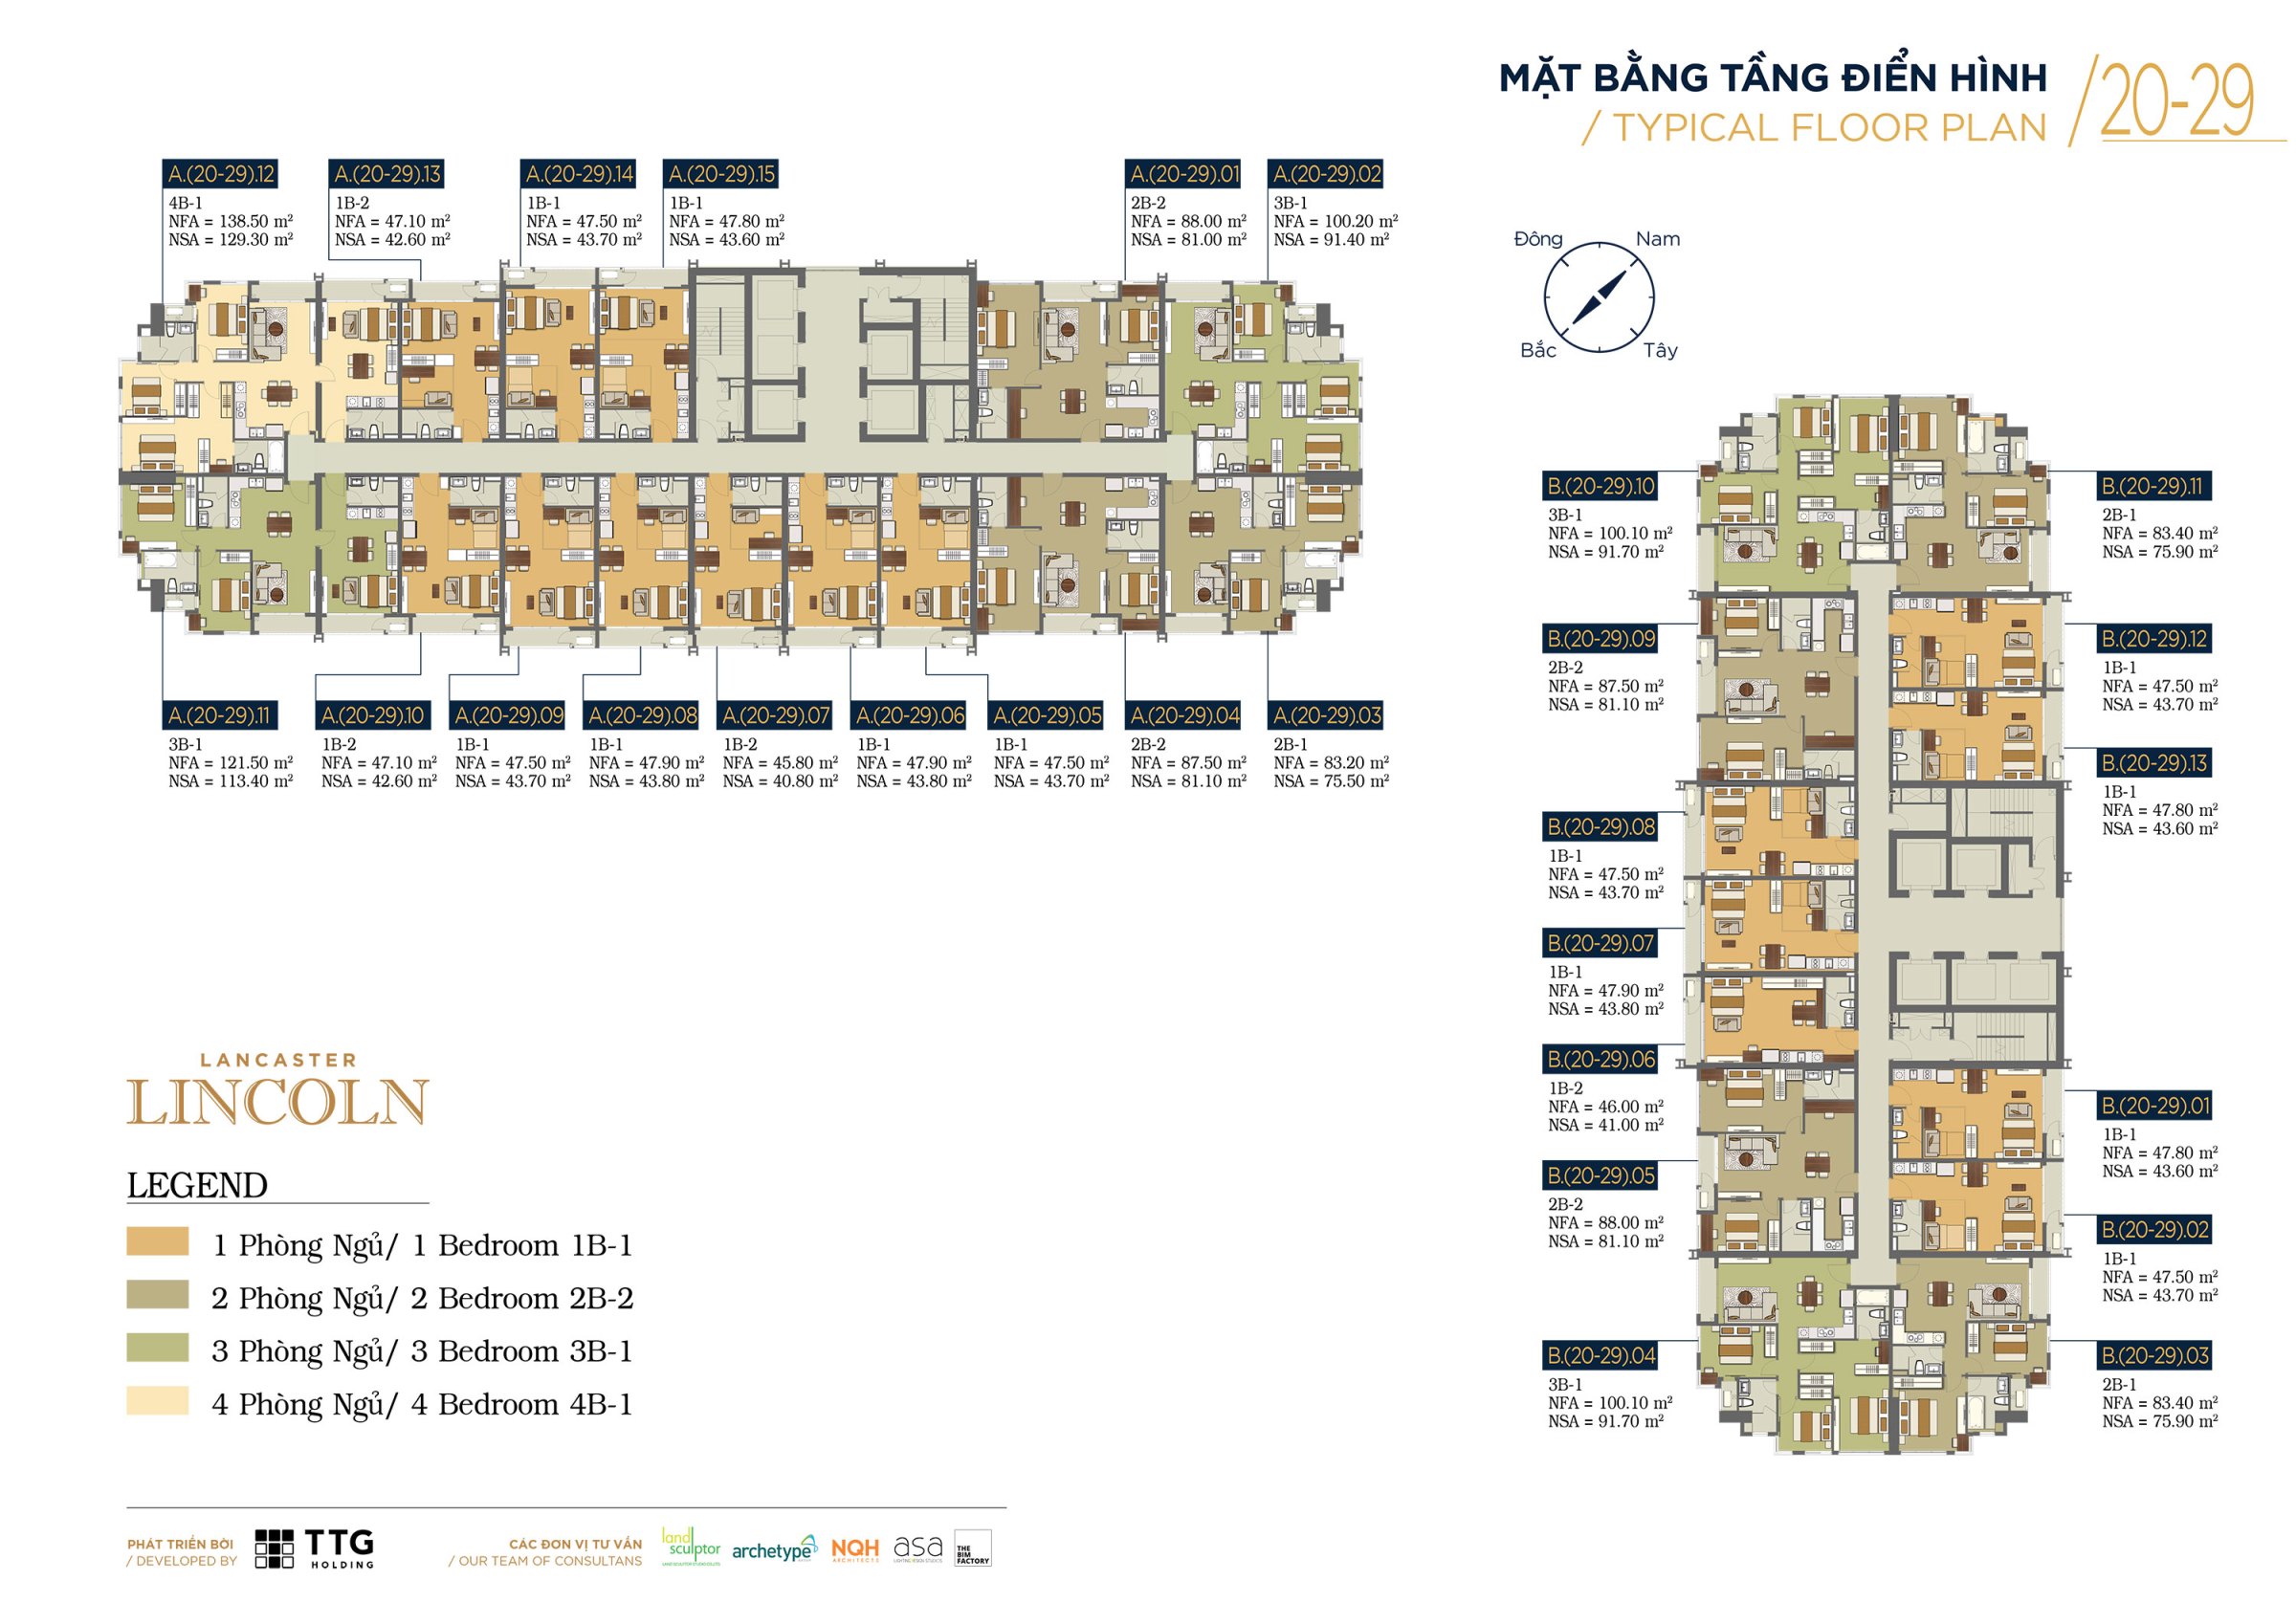 MẶT BẰNG TẦNG ĐIỂN HÌNH
/ TYPICAL FLOOR PLAN
/20-29
A.(20-29).12
4B-1
NFA = 138.50 m²
NSA = 129.30 m²
A.(20-29).13
1B-2
NFA = 47.10 m²
NSA = 42.60 m²
A.(20-29).14
1B-1
NFA = 47.50 m²
NSA = 43.70 m²
A.(20-29).15
1B-1
NFA = 47.80 m²
NSA = 43.60 m²
A.(20-29).01
2B-2
NFA = 88.00 m²
NSA = 81.00 m²
A.(20-29).02
3B-1
NFA = 100.20 m²
NSA = 91.40 m²
Đông
Nam
Bắc
Tây
A.(20-29).11
3B-1
NFA = 121.50 m²
NSA = 113.40 m²
A.(20-29).10
1B-2
NFA = 47.10 m²
NSA = 42.60 m²
A.(20-29).09
1B-1
NFA = 47.50 m²
NSA = 43.70 m²
A.(20-29).08
1B-1
NFA = 47.90 m²
NSA = 43.80 m²
A.(20-29).07
1B-2
NFA = 45.80 m²
NSA = 40.80 m²
A.(20-29).06
1B-1
NFA = 47.90 m²
NSA = 43.80 m²
A.(20-29).05
1B-1
NFA = 47.50 m²
NSA = 43.70 m²
A.(20-29).04
2B-2
NFA = 87.50 m²
NSA = 81.10 m²
A.(20-29).03
2B-1
NFA = 83.20 m²
NSA = 75.50 m²
B.(20-29).10
3B-1
NFA = 100.10 m²
NSA = 91.70 m²
B.(20-29).09
2B-2
NFA = 87.50 m²
NSA = 81.10 m²
B.(20-29).08
1B-1
NFA = 47.50 m²
NSA = 43.70 m²
B.(20-29).07
1B-1
NFA = 47.90 m²
NSA = 43.80 m²
B.(20-29).06
1B-2
NFA = 46.00 m²
NSA = 41.00 m²
B.(20-29).05
2B-2
NFA = 88.00 m²
NSA = 81.10 m²
B.(20-29).04
3B-1
NFA = 100.10 m²
NSA = 91.70 m²
B.(20-29).11
2B-1
NFA = 83.40 m²
NSA = 75.90 m²
B.(20-29).12
1B-1
NFA = 47.50 m²
NSA = 43.70 m²
B.(20-29).13
1B-1
NFA = 47.80 m²
NSA = 43.60 m²
B.(20-29).01
1B-1
NFA = 47.80 m²
NSA = 43.60 m²
B.(20-29).02
1B-1
NFA = 47.50 m²
NSA = 43.70 m²
B.(20-29).03
2B-1
NFA = 83.40 m²
NSA = 75.90 m²
LANCASTER
LINCOLN
LEGEND
1 Phòng Ngủ/ 1 Bedroom 1B-1
2 Phòng Ngủ/ 2 Bedroom 2B-2
3 Phòng Ngủ/ 3 Bedroom 3B-1
4 Phòng Ngủ/ 4 Bedroom 4B-1
PHÁT TRIỂN BỞI
/ DEVELOPED BY
TTG
HOLDING
CÁC ĐƠN VỊ TƯ VẤN
/ OUR TEAM OF CONSULTANS
land
sculptor
archetype
NQH
ARCHITECTS
asa
THE
BIM
FACTORY